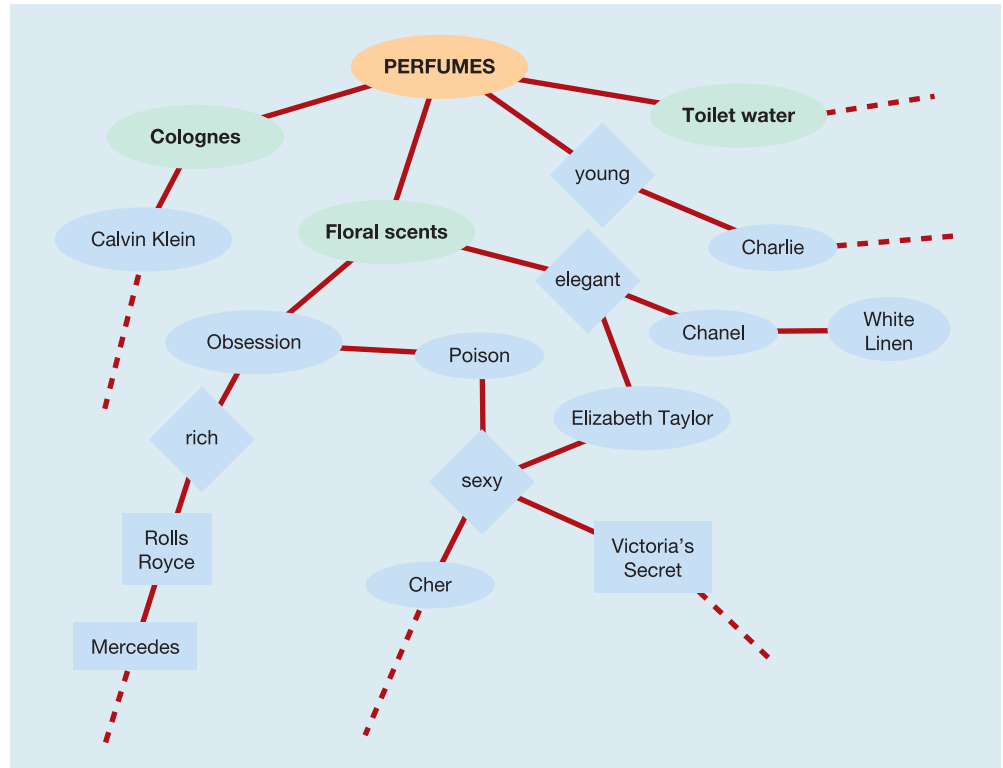 PERFUMES
Colognes
Toilet water
young
Calvin Klein
Floral scents
Charlie
elegant
Obsession
Poison
Chanel
White
Linen
rich
Elizabeth Taylor
sexy
Rolls
Royce
Victoria's
Secret
Cher
Mercedes